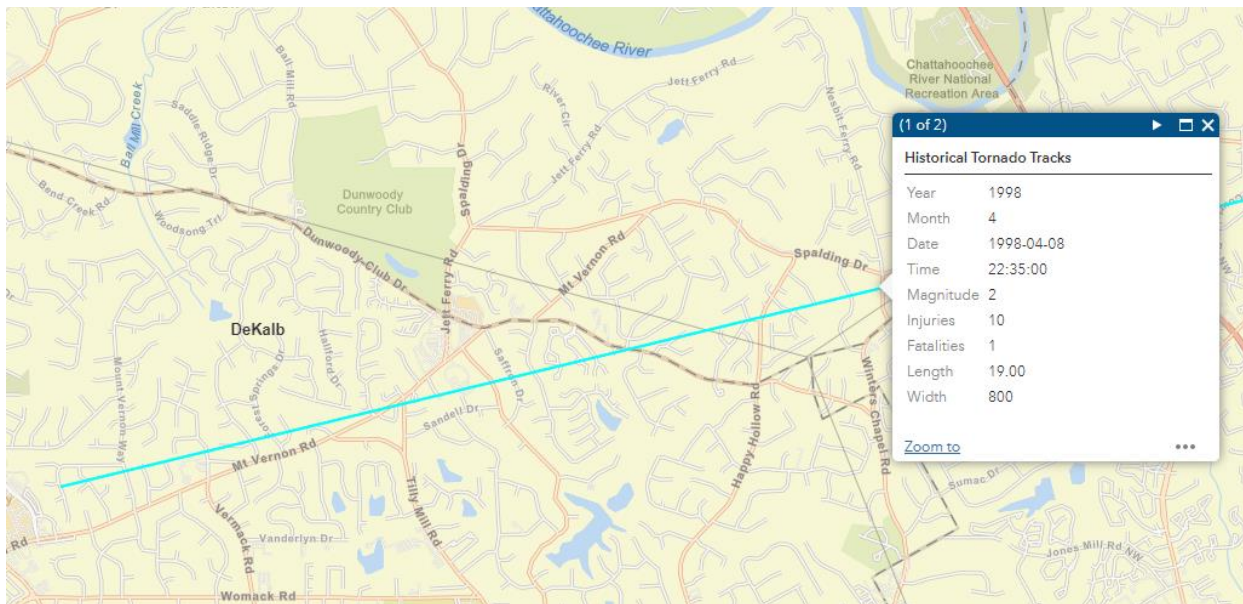 Chattahoochee River
Chattahoochee
River National
Recreation Area
Ball Mill Creek
Ball Mill Rd
Saddle Ridge Dr
Bend Creek Rd
Woodsong Trl
Dunwoody
Country Club
Dunwoody Club Dr
Spalding Dr
River Cir
Jett Ferry Rd
Jett Ferry Rd
Nesbit Ferry Rd
Mt Vernon Rd
Spalding Dr
Jett Ferry Rd
DeKalb
Hallford Dr
Forest Springs Dr
Mount Vernon Way
Mt Vernon Rd
Saffron Dr
Sandell Dr
Tilly Mill Rd
Vermack Rd
Vanderlyn Dr
Womack Rd
Rd
Happy Hollow Rd
Winters Chapel Rd
Sumac Dr
Jones Mill Rd NW
NW
(1 of 2)
Historical Tornado Tracks
Year 1998
Month 4
Date 1998-04-08
Time 22:35:00
Magnitude 2
Injuries 10
Fatalities 1
Length 19.00
Width 800
Zoom to